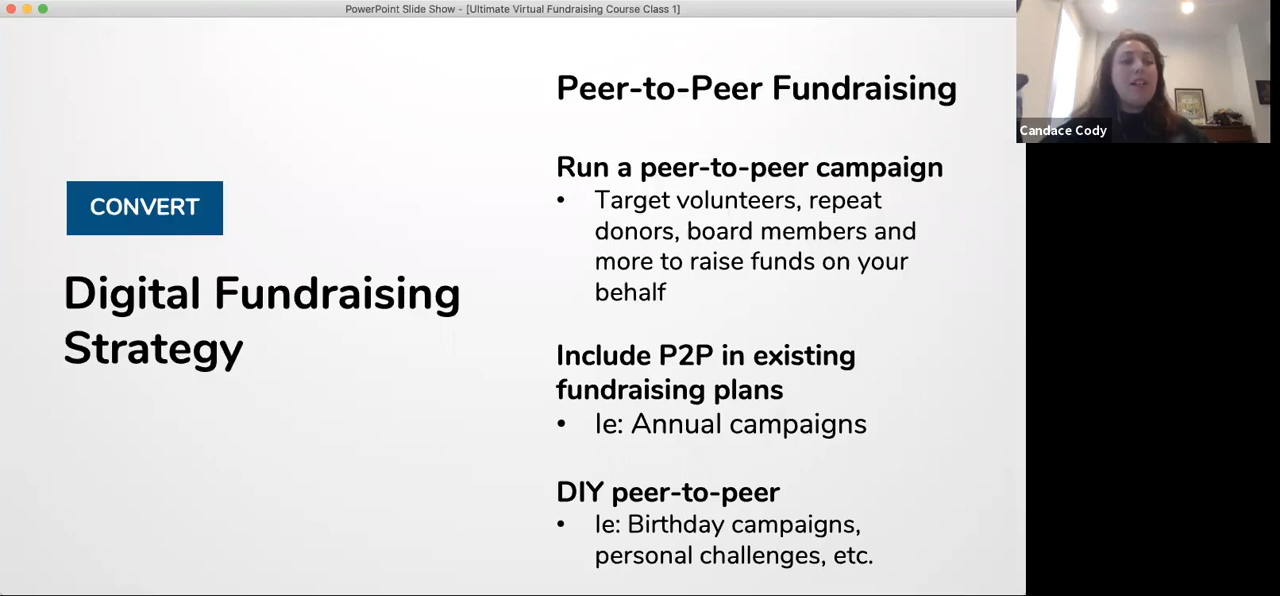 PowerPoint Slide Show - [Ultimate Virtual Fundraising Course Class 1]
Candace Cody
CONVERT
Digital Fundraising
Strategy
Peer-to-Peer Fundraising
Run a peer-to-peer campaign
• Target volunteers, repeat
donors, board members and
more to raise funds on your
behalf
Include P2P in existing
fundraising plans
• Ie: Annual campaigns
DIY peer-to-peer
• Ie: Birthday campaigns,
personal challenges, etc.